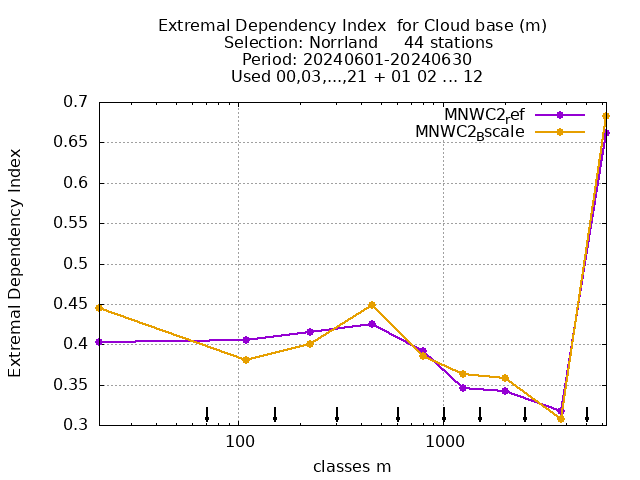 Extremal Dependency Index  for Cloud base (m)
Selection: Norrland     44 stations
Period: 20240601-20240630
Used 00,03,...,21 + 01 02 ... 12
MNWC2ref
MNWC2Bscale
0.7
0.65
0.6
0.55
0.5
0.45
0.4
0.35
0.3
Extremal Dependency Index
100
1000
classes m